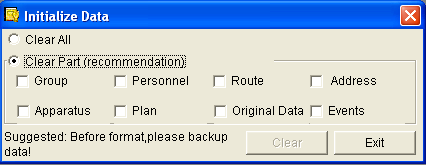 Initialize Data
Clear All
Clear Part (recommendation)
Group Personnel Route Address
Apparatus Plan Original Data Events
Suggested: Before format,please backup
data!
Clear Exit